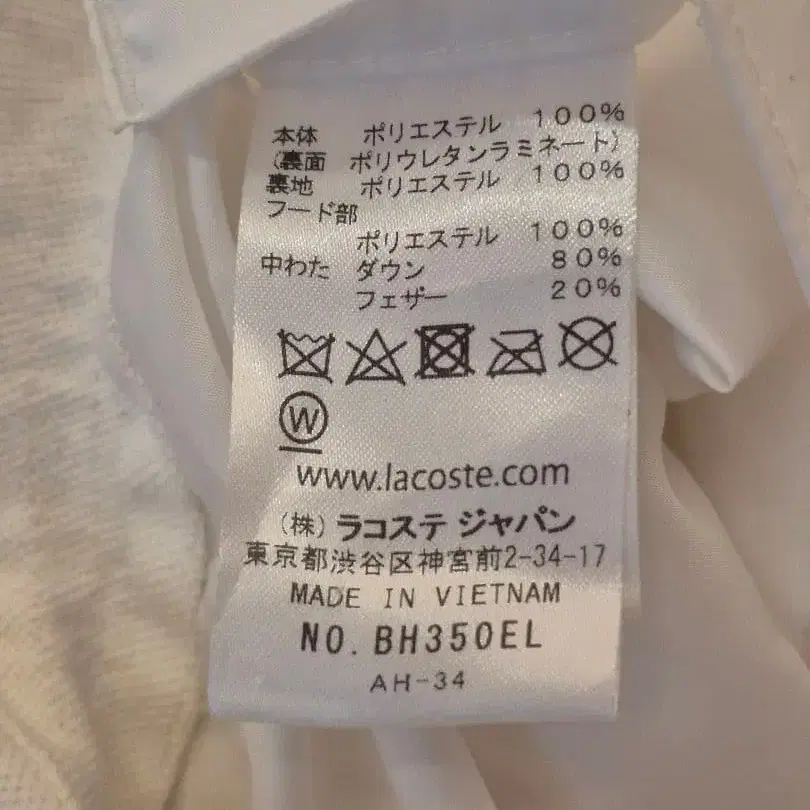 本体 ポリエステル 100%
(裏面 ポリウレタンラミネート)
裏地 ポリエステル 100%
フード部
ポリエステル 100%
中わた ダウン 80%
フェザー 20%
W
www.lacoste.com
(株) ラコステ ジャパン
東京都渋谷区神宮前2-34-17
MADE IN VIETNAM
NO. BH350EL
AH-34